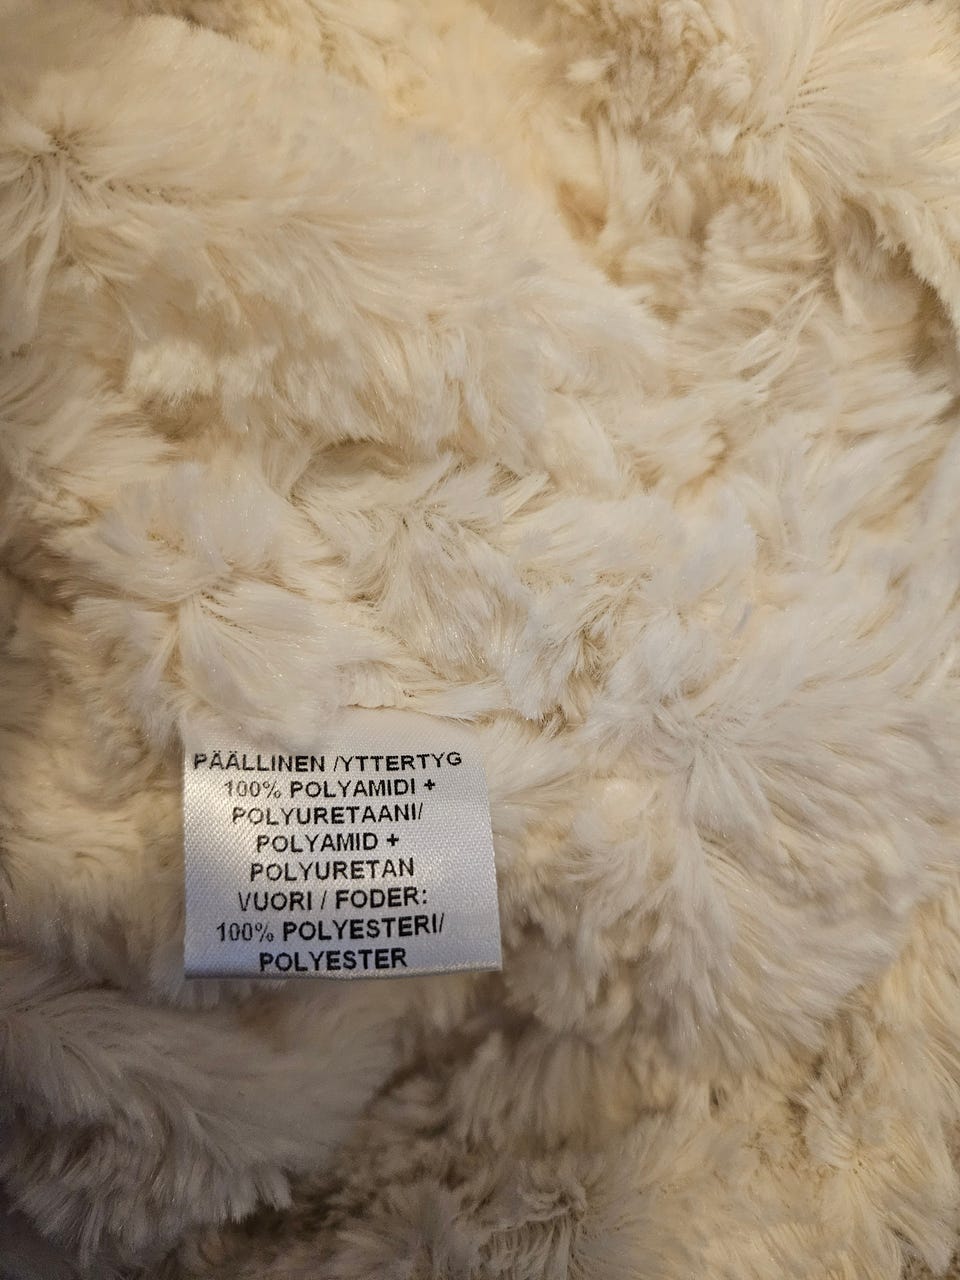 PÄÄLLINEN /YTTERTYG
100% POLYAMIDI +
POLYURETAANI/
POLYAMID +
POLYURETAN
VUORI / FODER:
100% POLYESTERI/
POLYESTER